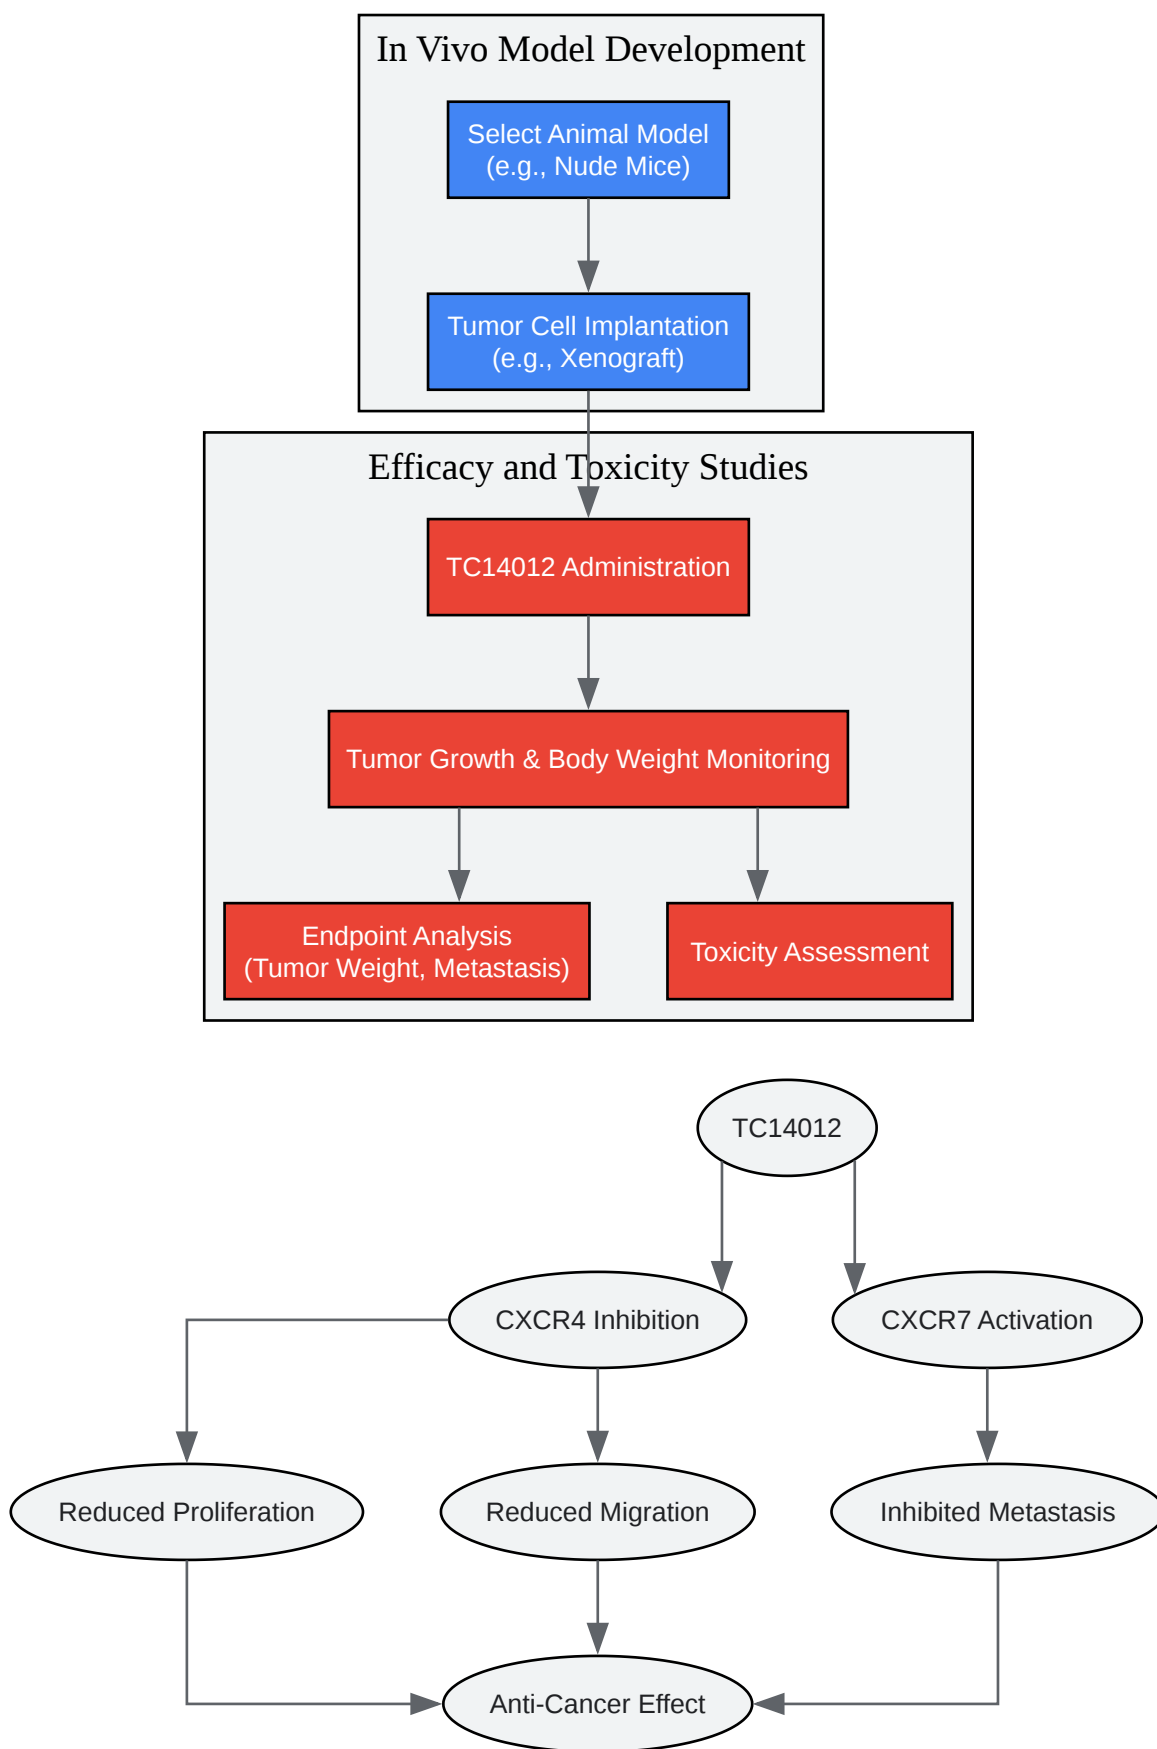 In Vivo Model Development
Select Animal Model
(e.g., Nude Mice)
Tumor Cell Implantation
(e.g., Xenograft)
Efficacy and Toxicity Studies
TC14012 Administration
Tumor Growth & Body Weight Monitoring
Endpoint Analysis
(Tumor Weight, Metastasis)
Toxicity Assessment
TC14012
CXCR4 Inhibition
CXCR7 Activation
Reduced Proliferation
Reduced Migration
Inhibited Metastasis
Anti-Cancer Effect